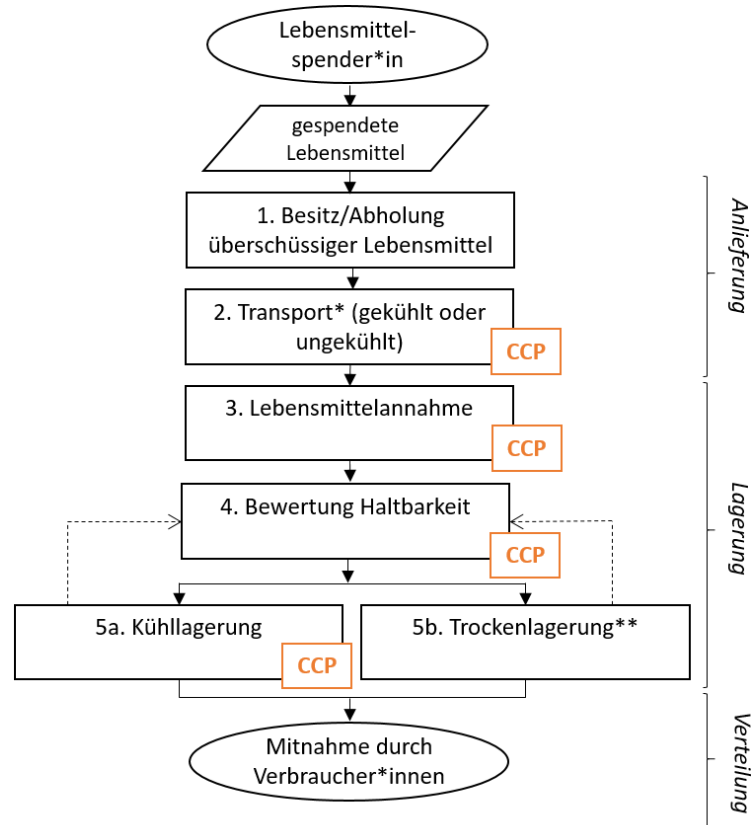 Lebensmittel-
spender*in
gespendete
Lebensmittel
1. Besitz/Abholung
überschüssiger Lebensmittel
Anlieferung
2. Transport* (gekühlt oder
ungekühlt)
CCP
3. Lebensmittelannahme
CCP
4. Bewertung Haltbarkeit
CCP
Lagerung
5a. Kühllagerung
CCP
5b. Trockenlagerung**
Mitnahme durch
Verbraucher*innen
Verteilung